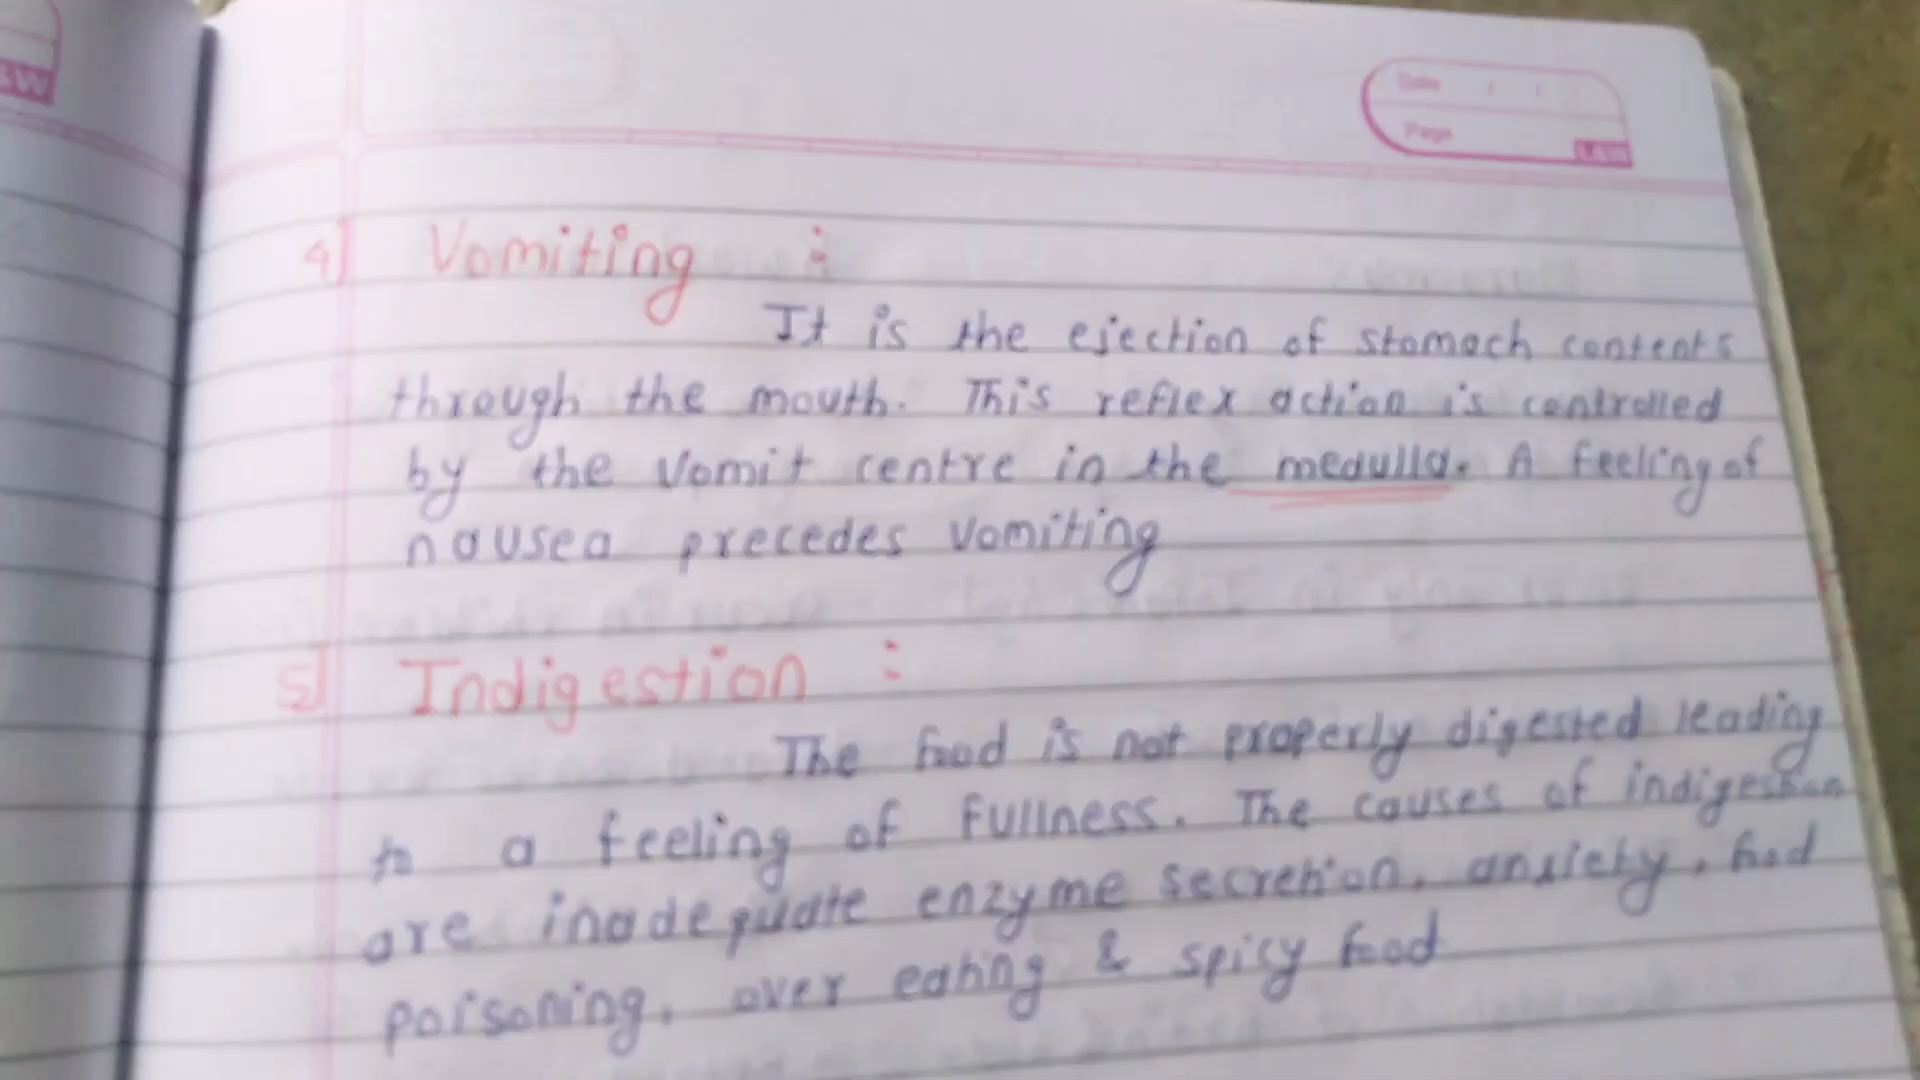 SW
Date / /
Page
4] Vomiting :
It is the ejection of stomach contents
through the mouth. This reflex action is controlled
by the vomit centre in the medulla. A feeling of
nausea precedes vomiting
5] Indigestion :
The food is not properly digested leading
to a feeling of fullness. The causes of indigestion
are inadequate enzyme secretion, anxiety, food
poisoning, over eating & spicy food